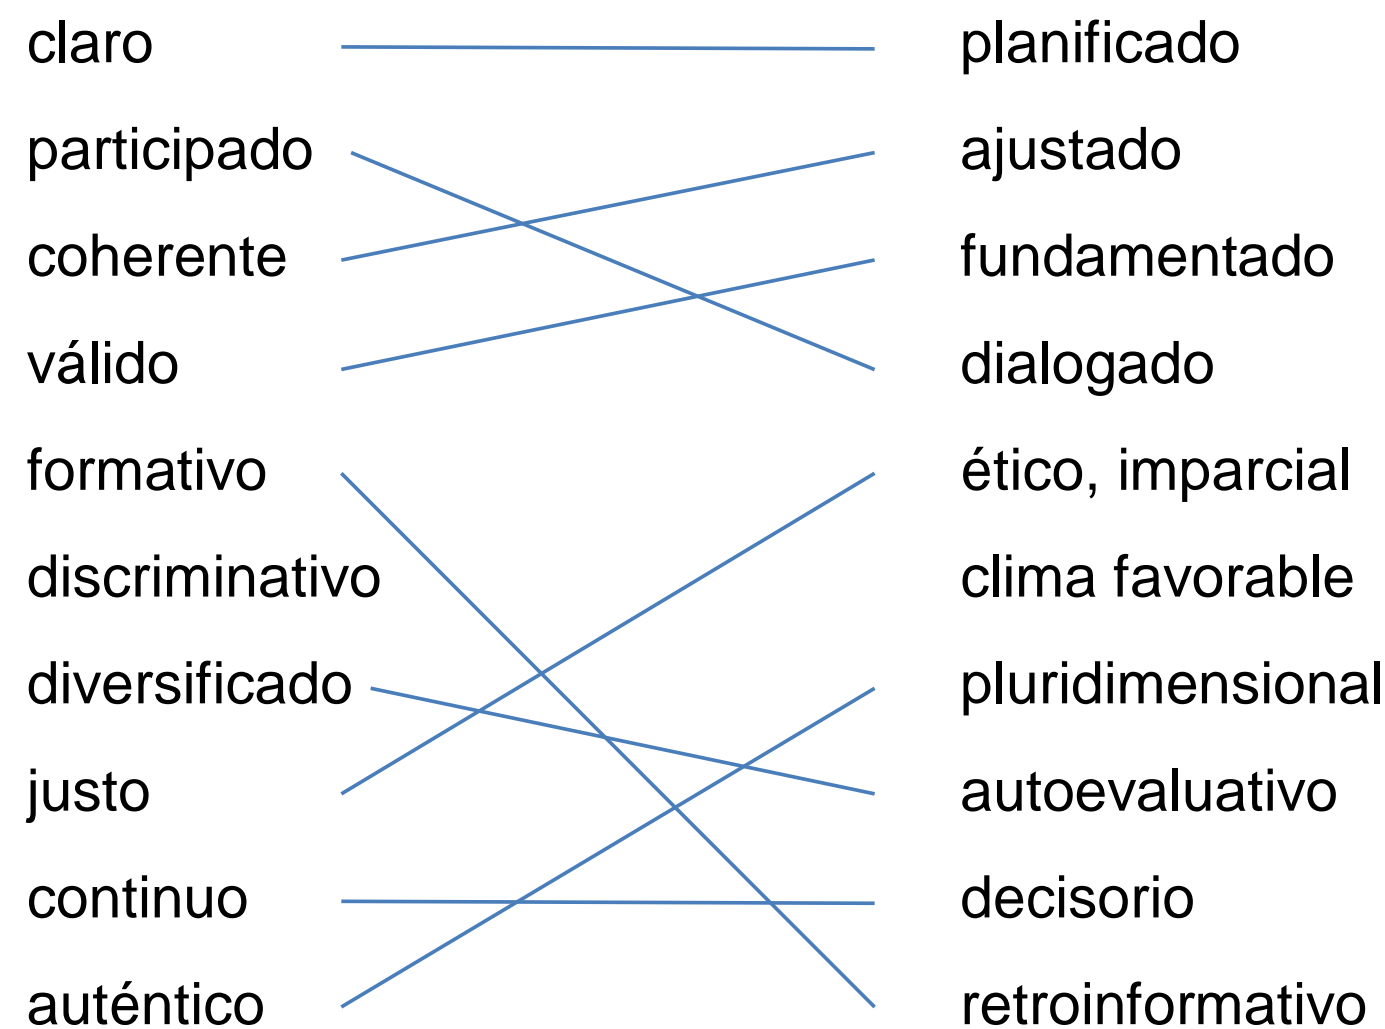 claro planificado
participado ajustado
coherente fundamentado
válido dialogado
formativo ético, imparcial
discriminativo clima favorable
diversificado pluridimensional
justo autoevaluativo
continuo decisorio
auténtico retroinformativo